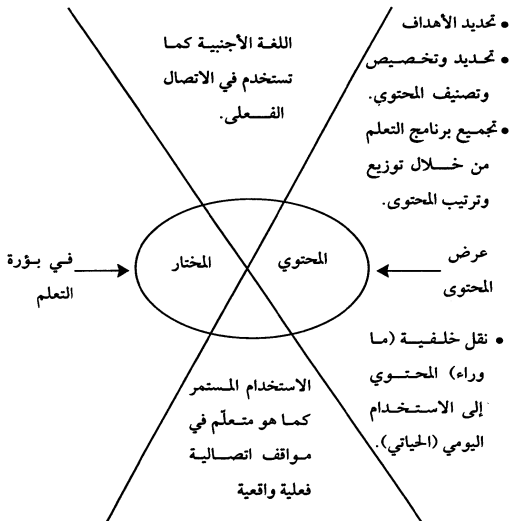 • تحديد الأهداف
• تحديد وتخصيص
وتصنيف المحتوي.
• تجميع برنامج التعلم
من خلال توزيع
وترتيب المحتوى.
اللغة الأجنبية كما
تستخدم في الاتصال
الفعلى.
عرض
المحتوى
المحتوي
المختار
في بؤرة
التعلم
• نقل خلفية (ما
وراء) المحتوي
إلى الاستخدام
اليومي (الحياتي).
الاستخدام المستمر
كما هو متعلّم في
مواقف اتصالية
فعلية واقعية